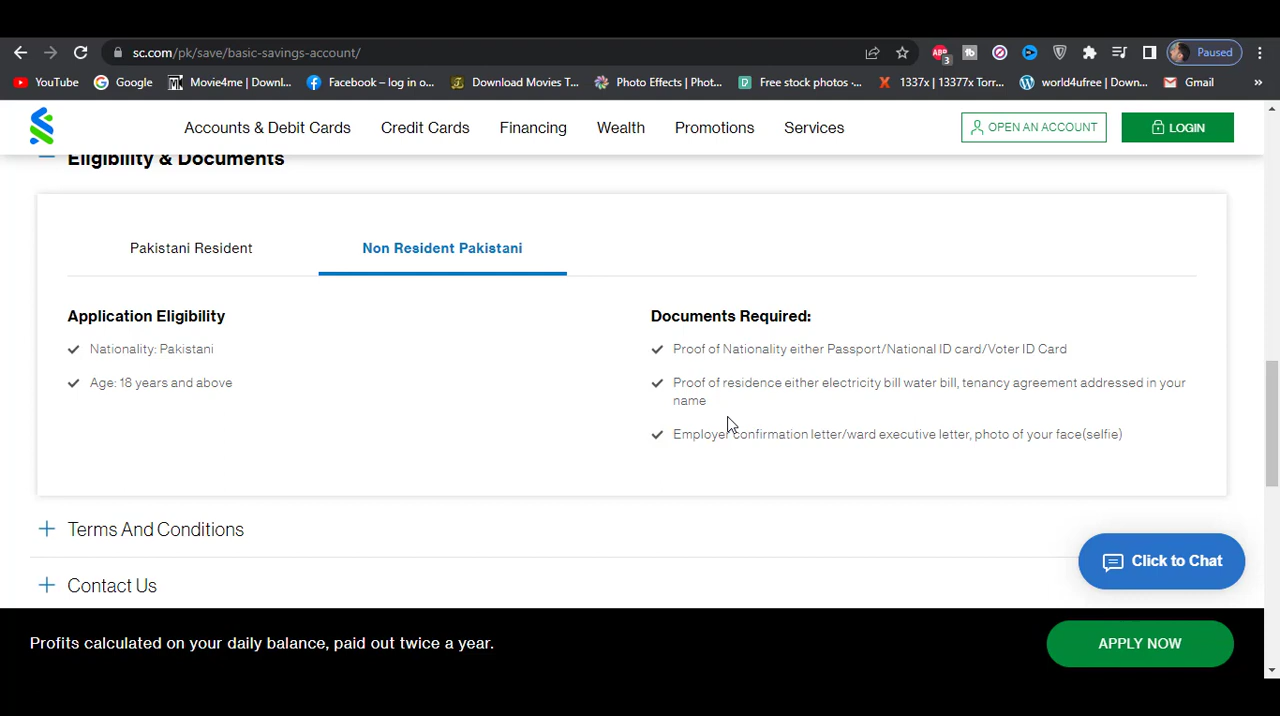 sc.com/pk/save/basic-savings-account/
ABP
3
tb
Paused
YouTube
Google
Movie4me | Downl...
Facebook – log in o...
Download Movies T...
Photo Effects | Phot...
Free stock photos ·...
1337x | 13377x Torr...
world4ufree | Down...
Gmail
»
Accounts & Debit Cards
Credit Cards
Financing
Wealth
Promotions
Services
OPEN AN ACCOUNT
LOGIN
Eligibility & Documents
Pakistani Resident
Non Resident Pakistani
Application Eligibility
Nationality: Pakistani
Age: 18 years and above
Documents Required:
Proof of Nationality either Passport/National ID card/Voter ID Card
Proof of residence either electricity bill water bill, tenancy agreement addressed in your
name
Employer confirmation letter/ward executive letter, photo of your face(selfie)
Terms And Conditions
Contact Us
Click to Chat
Profits calculated on your daily balance, paid out twice a year.
APPLY NOW